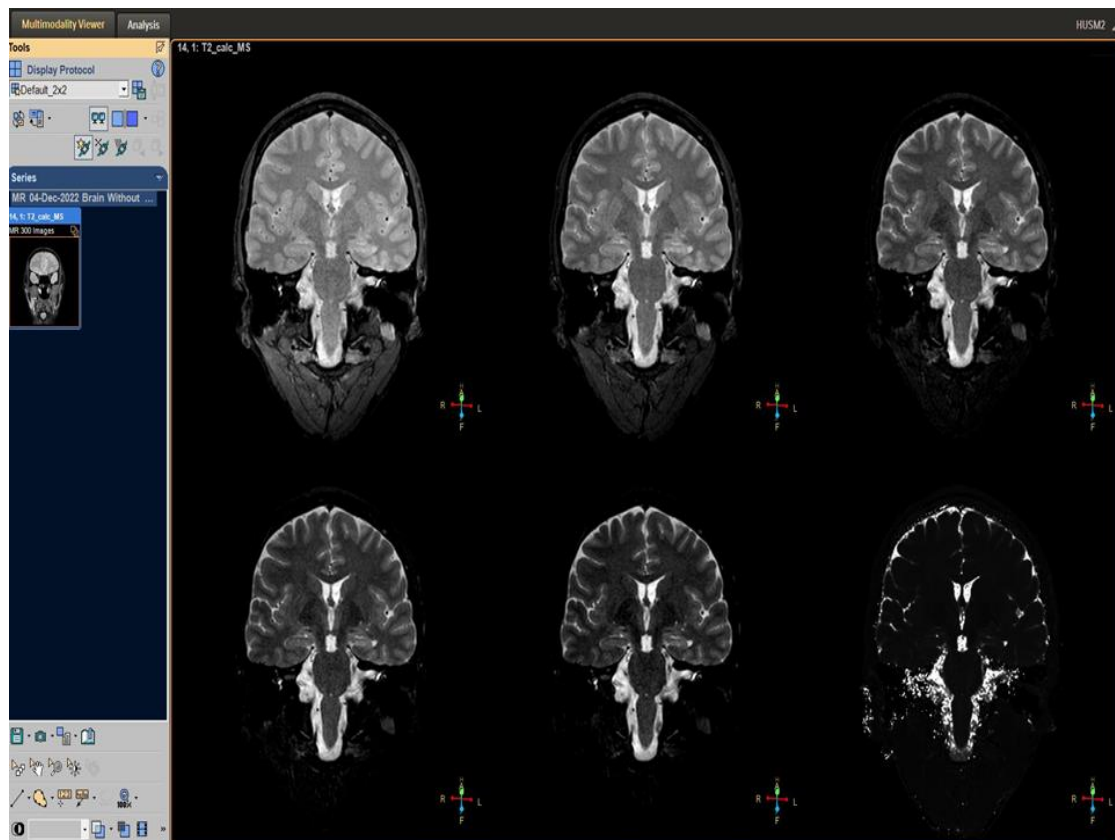 Multimodality Viewer
Analysis
HUSM2
Tools
14, 1: T2_calc_MS
Display Protocol
Default_2x2
Series
MR 04-Dec-2022 Brain Without ...
14, 1: T2_calc_MS
MR 300 Images
R
L
F
R
L
F
R
L
F
R
L
F
R
L
F
R
L
F
100%